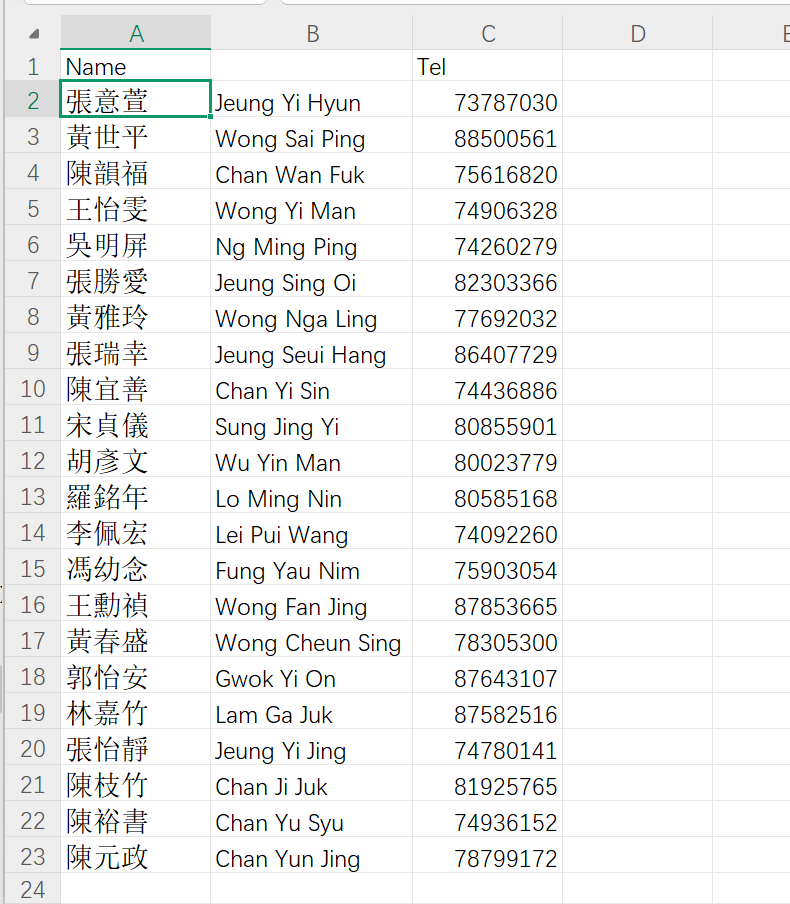 A B C D E
1 Name Tel
2 張意萱 Jeung Yi Hyun 73787030
3 黃世平 Wong Sai Ping 88500561
4 陳韻福 Chan Wan Fuk 75616820
5 王怡雯 Wong Yi Man 74906328
6 吳明屏 Ng Ming Ping 74260279
7 張勝愛 Jeung Sing Oi 82303366
8 黃雅玲 Wong Nga Ling 77692032
9 張瑞幸 Jeung Seui Hang 86407729
10 陳宜善 Chan Yi Sin 74436886
11 宋貞儀 Sung Jing Yi 80855901
12 胡彥文 Wu Yin Man 80023779
13 羅銘年 Lo Ming Nin 80585168
14 李佩宏 Lei Pui Wang 74092260
15 馮幼念 Fung Yau Nim 75903054
16 王勳禎 Wong Fan Jing 87853665
17 黃春盛 Wong Cheun Sing 78305300
18 郭怡安 Gwok Yi On 87643107
19 林嘉竹 Lam Ga Juk 87582516
20 張怡靜 Jeung Yi Jing 74780141
21 陳枝竹 Chan Ji Juk 81925765
22 陳裕書 Chan Yu Syu 74936152
23 陳元政 Chan Yun Jing 78799172
24